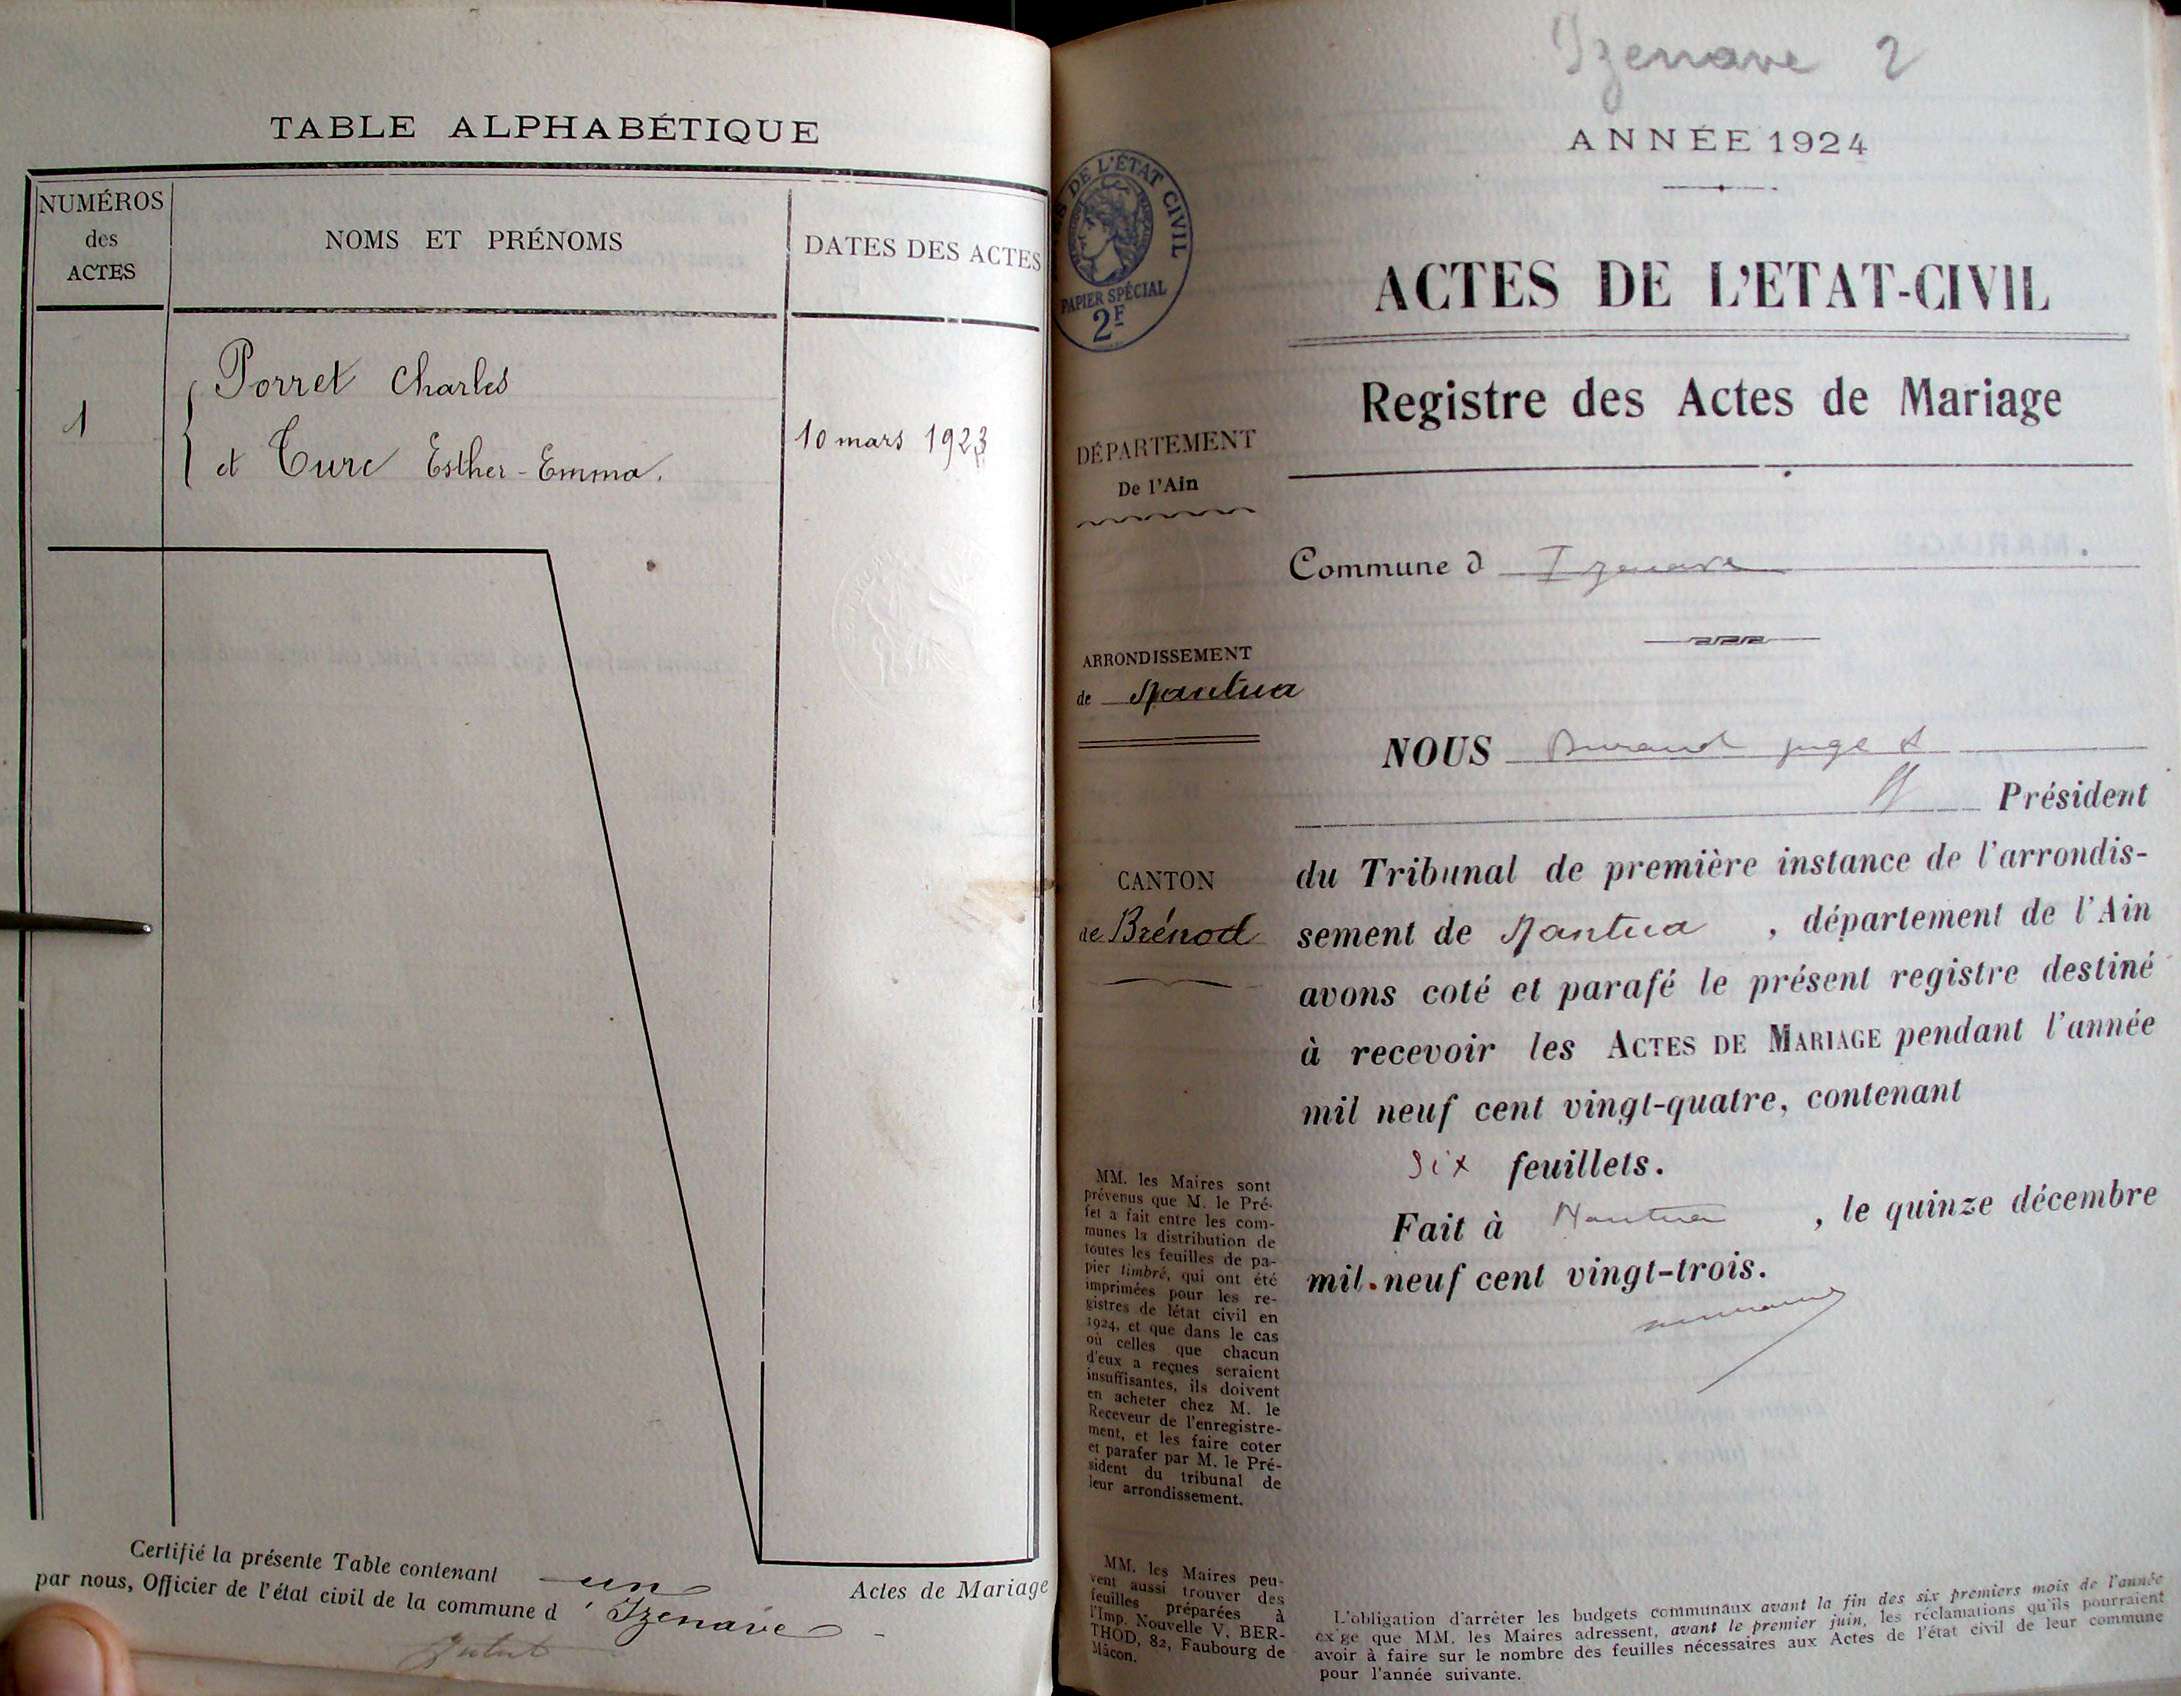 TABLE ALPHABÉTIQUE
NUMÉROS
des
ACTES
NOMS ET PRÉNOMS
DATES DES ACTES
1
Porret Charles
et Turc Esther-Emma.
10 mars 1923
Certifié la présente Table contenant un Actes de Mariage
par nous, Officier de l'état civil de la commune d'Izenave
Izenave 2
ANNÉE 1924
DE L'ÉTAT CIVIL
PAPIER SPÉCIAL
2F
ACTES DE L'ETAT-CIVIL
Registre des Actes de Mariage
DÉPARTEMENT
De l'Ain
Commune d Izenave
ARRONDISSEMENT
de Nantua
CANTON
de Brénod
NOUS Durand juge
Président
du Tribunal de première instance de l'arrondis-
sement de Nantua, département de l'Ain
avons coté et parafé le présent registre destiné
à recevoir les ACTES DE MARIAGE pendant l'année
mil neuf cent vingt-quatre, contenant
six feuillets.
Fait à Nantua, le quinze décembre
mil neuf cent vingt-trois.
MM. les Maires sont
prévenus que M. le Pré-
fet a fait entre les com-
munes la distribution de
toutes les feuilles de pa-
pier timbré, qui ont été
imprimées pour les re-
gistres de létat civil en
1924, et que dans le cas
où celles que chacun
d'eux a reçues seraient
insuffisantes, ils doivent
en acheter chez M. le
Receveur de l'enregistre-
ment, et les faire coter
et parafer par M. le Pré-
sident du tribunal de
leur arrondissement.
MM. les Maires peu-
vent aussi trouver des
feuilles préparées à
l'Imp. Nouvelle V. BER-
THOD, 82, Faubourg de
Mâcon.
L'obligation d'arrêter les budgets communaux avant la fin des six premiers mois de l'année
ex'ge que MM. les Maires adressent, avant le premier juin, les réclamations qu'ils pourraient
avoir à faire sur le nombre des feuilles nécessaires aux Actes de l'état civil de leur commune
pour l'année suivante.